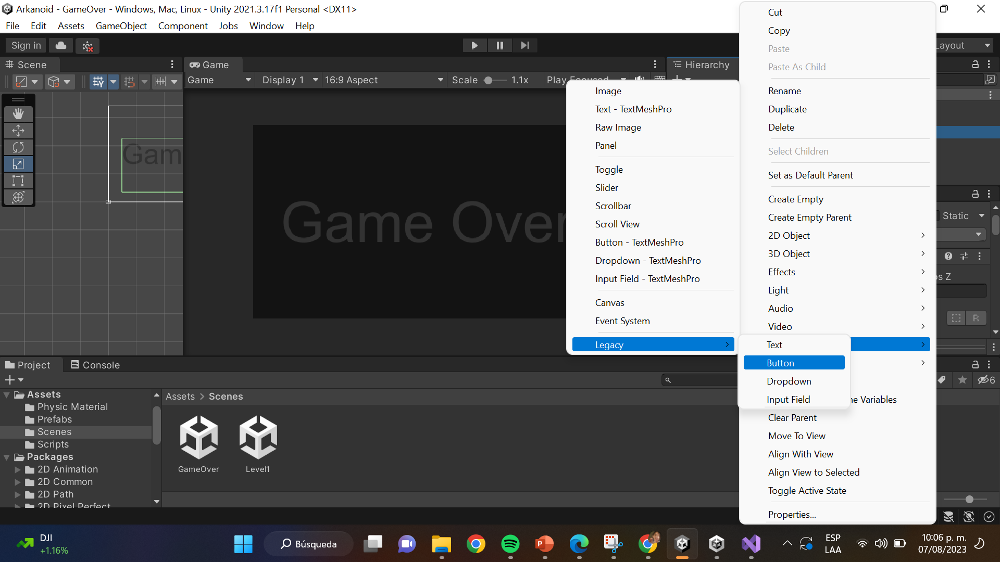 Arkanoid - GameOver - Windows, Mac, Linux - Unity 2021.3.17f1 Personal <DX11>
File Edit Assets GameObject Component Jobs Window Help
Sign in
Layout
Scene
Game
Hierarchy
Game
Display 1
16:9 Aspect
Scale
1.1x
Play Focused
Gam
Game Over
Image
Text - TextMeshPro
Raw Image
Panel
Toggle
Slider
Scrollbar
Scroll View
Button - TextMeshPro
Dropdown - TextMeshPro
Input Field - TextMeshPro
Canvas
Event System
Legacy
Cut
Copy
Paste
Paste As Child
Rename
Duplicate
Delete
Select Children
Set as Default Parent
Create Empty
Create Empty Parent
2D Object
3D Object
Effects
Light
Audio
Video
Text
Button
Dropdown
Input Field
Variables
Clear Parent
Move To View
Align With View
Align View to Selected
Toggle Active State
Properties...
Static
Z
R
Project
Console
6
Assets
Physic Material
Prefabs
Scenes
Scripts
Packages
2D Animation
2D Common
2D Path
2D Pixel Perfect
Assets > Scenes
GameOver
Level1
DJI
+1.16%
Búsqueda
ESP
LAA
10:06 p. m.
07/08/2023